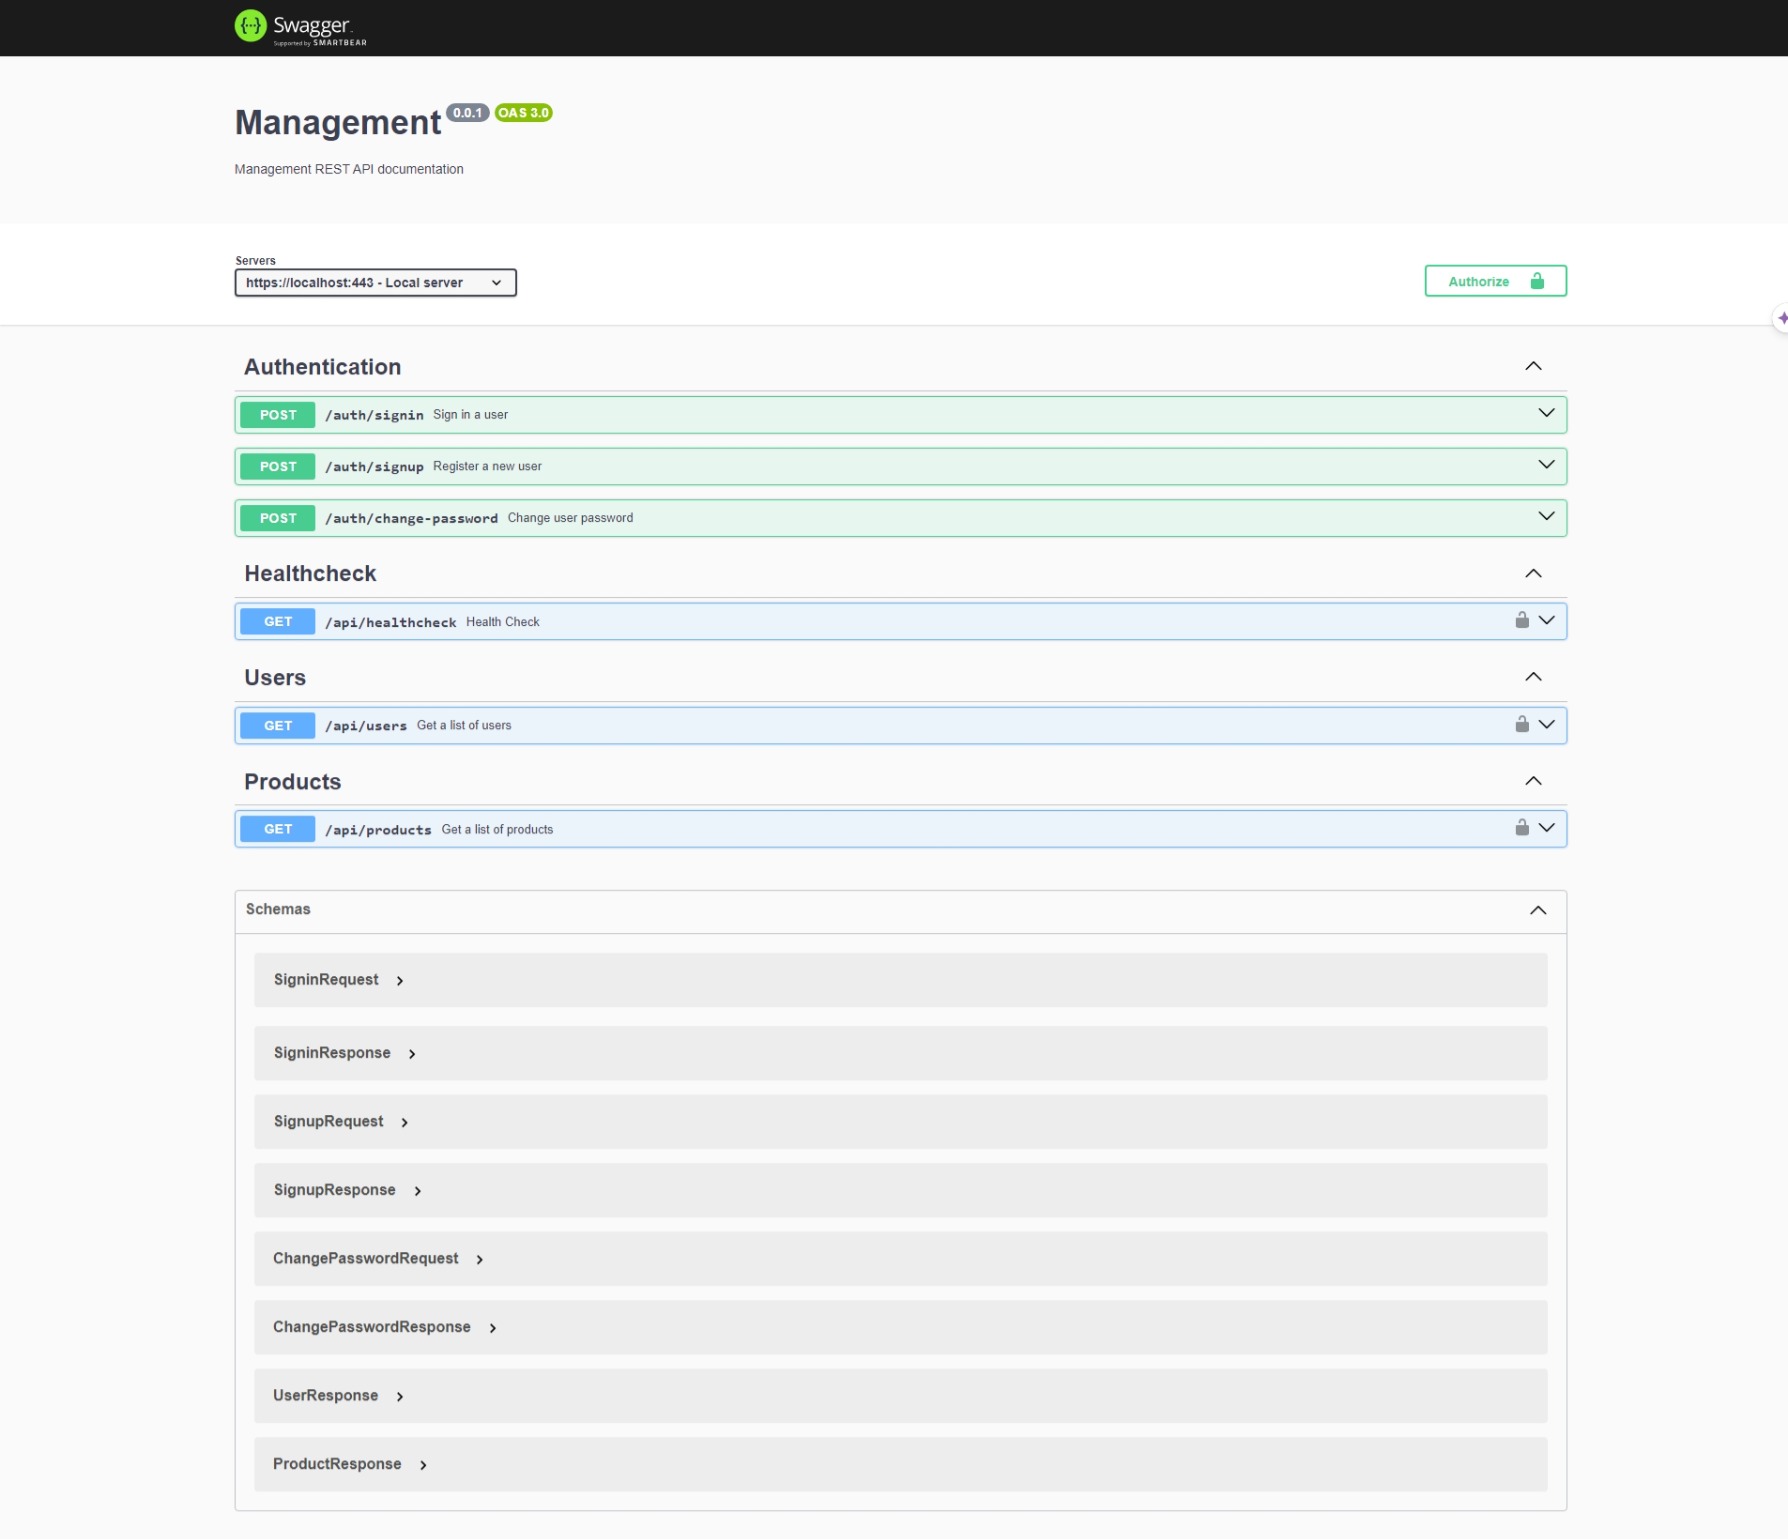 Swagger
Supported by SMARTBEAR
Management 0.0.1 OAS 3.0
Management REST API documentation
Servers
https://localhost:443 - Local server
Authorize
Authentication
POST /auth/signin Sign in a user
POST /auth/signup Register a new user
POST /auth/change-password Change user password
Healthcheck
GET /api/healthcheck Health Check
Users
GET /api/users Get a list of users
Products
GET /api/products Get a list of products
Schemas
SigninRequest
SigninResponse
SignupRequest
SignupResponse
ChangePasswordRequest
ChangePasswordResponse
UserResponse
ProductResponse